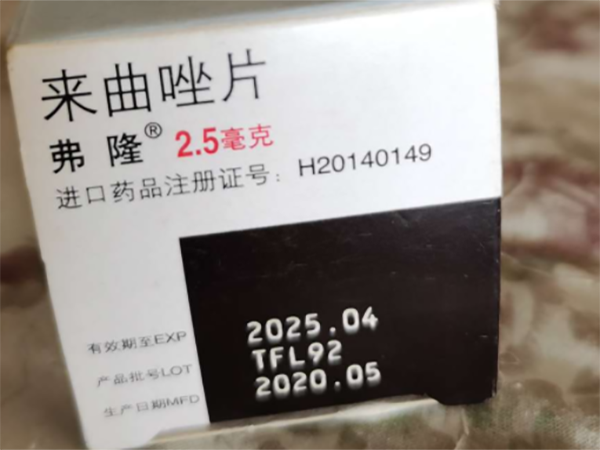 来曲唑片
弗隆® 2.5毫克
进口药品注册证号：H20140149
有效期至EXP 2025.04
产品批号LOT TFL92
生产日期MFD 2020.05